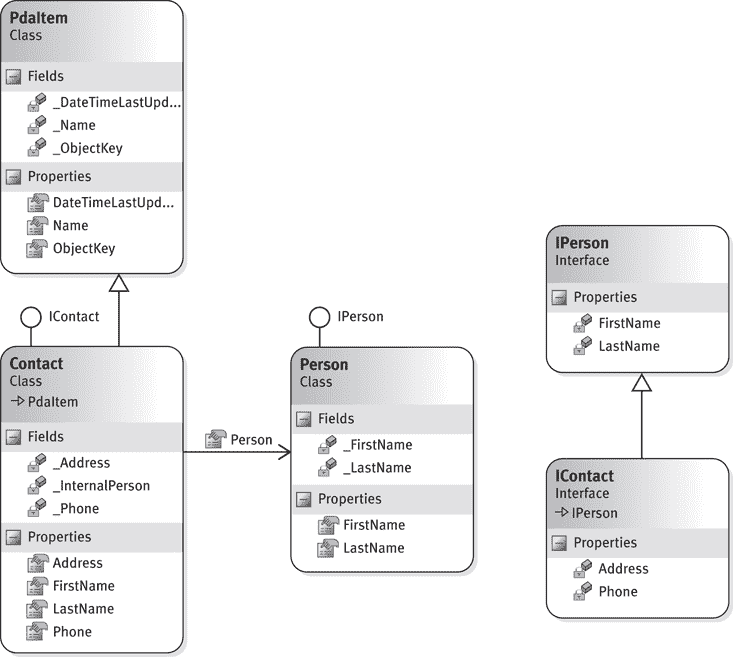 PdaItem
Class
Fields
_DateTimeLastUpd...
_Name
_ObjectKey
Properties
DateTimeLastUpd...
Name
ObjectKey
IContact
Contact
Class
PdaItem
Fields
_Address
_InternalPerson
_Phone
Properties
Address
FirstName
LastName
Phone
Person
IPerson
Person
Class
Fields
_FirstName
_LastName
Properties
FirstName
LastName
IPerson
Interface
Properties
FirstName
LastName
IContact
Interface
IPerson
Properties
Address
Phone